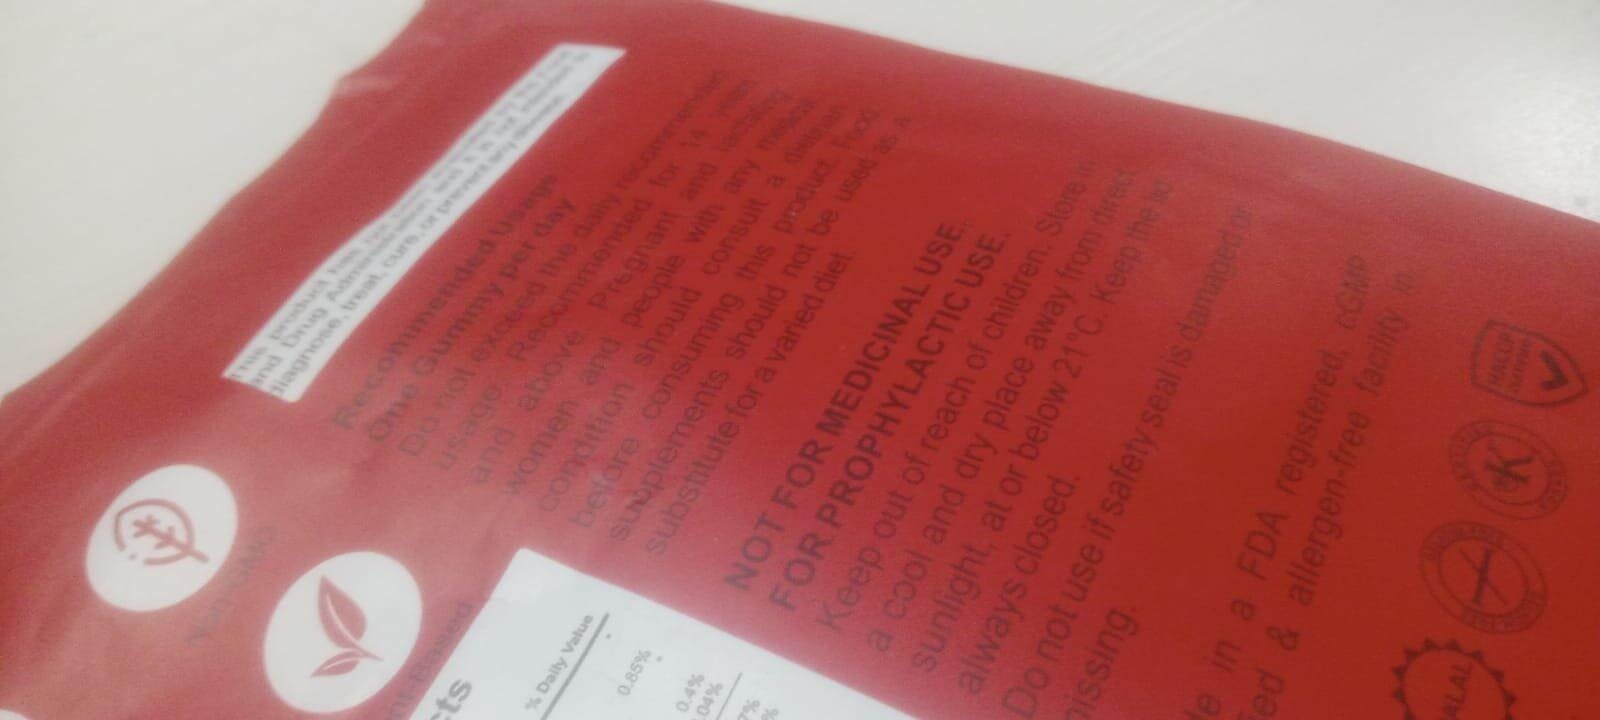 This product has not been evaluated by the Food
and Drug Administration and it is not intended to
diagnose, treat, cure, or prevent any disease.
Recommended Usage
One Gummy per day
Do not exceed the daily recommended
usage. Recommended for 14 years
and above. Pregnant and lactating
women and people with any medical
condition should consult a dietitian
before consuming this product. Food
supplements should not be used as a
substitute for a varied diet.
NOT FOR MEDICINAL USE.
FOR PROPHYLACTIC USE.
Keep out of reach of children. Store in
a cool and dry place away from direct
sunlight, at or below 21°C. Keep the lid
always closed.
Do not use if safety seal is damaged or
missing.
in a FDA registered, cGMP
& allergen-free facility in
Non-GMO
% Daily Value
0.85%
*
0.4%
HACCP
K